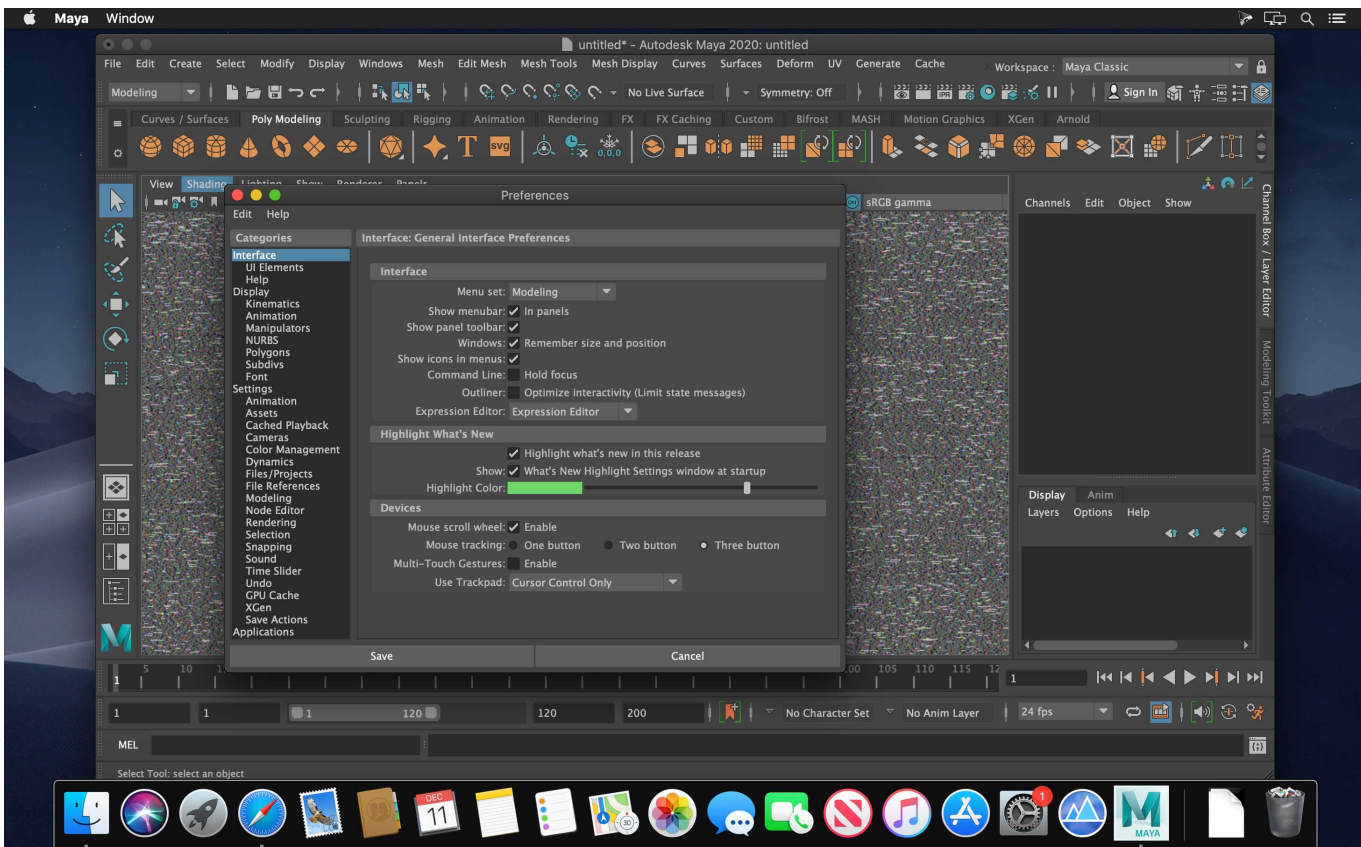 Maya Window
untitled* - Autodesk Maya 2020: untitled
File Edit Create Select Modify Display Windows Mesh Edit Mesh Mesh Tools Mesh Display Curves Surfaces Deform UV Generate Cache Workspace : Maya Classic
Modeling No Live Surface Symmetry: Off IPR Sign In
Curves / Surfaces Poly Modeling Sculpting Rigging Animation Rendering FX FX Caching Custom Bifrost MASH Motion Graphics XGen Arnold
T svg 0,0,0
View Shading Lighting Show Renderer Panels
Preferences
sRGB gamma
Channels Edit Object Show
Edit Help
Categories
Interface
UI Elements
Help
Display
Kinematics
Animation
Manipulators
NURBS
Polygons
Subdivs
Font
Settings
Animation
Assets
Cached Playback
Cameras
Color Management
Dynamics
Files/Projects
File References
Modeling
Node Editor
Rendering
Selection
Snapping
Sound
Time Slider
Undo
GPU Cache
XGen
Save Actions
Applications
Interface: General Interface Preferences
Interface
Menu set: Modeling
Show menubar: In panels
Show panel toolbar:
Windows: Remember size and position
Show icons in menus:
Command Line: Hold focus
Outliner: Optimize interactivity (Limit state messages)
Expression Editor: Expression Editor
Highlight What's New
Highlight what's new in this release
Show: What's New Highlight Settings window at startup
Highlight Color:
Devices
Mouse scroll wheel: Enable
Mouse tracking: One button Two button Three button
Multi-Touch Gestures: Enable
Use Trackpad: Cursor Control Only
Save Cancel
Channel Box / Layer Editor
Modeling Toolkit
Attribute Editor
Display Anim
Layers Options Help
M
1 5 10 105 110 115 12 1
1 1 1 120 120 200 No Character Set No Anim Layer 24 fps
MEL
Select Tool: select an object
DEC
11
1
M
MAYA